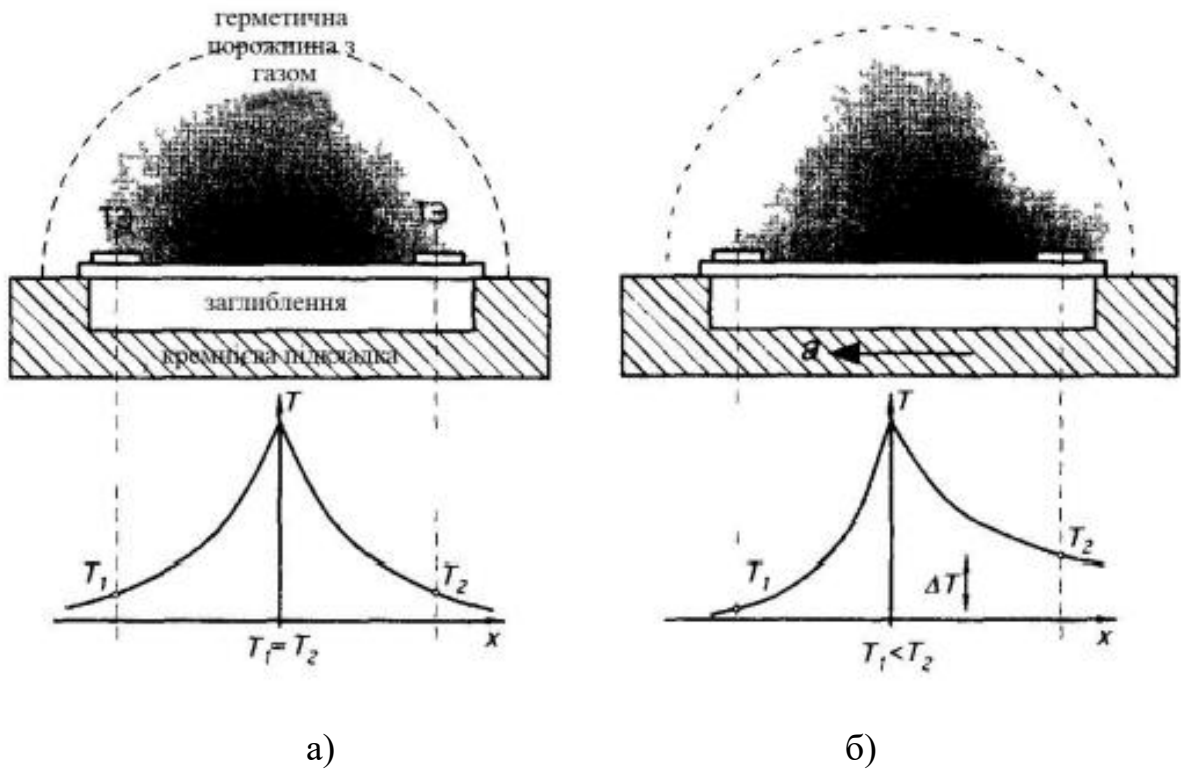 герметична
порожнина з
газом
ТЭ ТЭ
заглиблення
кремнієва підкладка
a
T
T₁
T₂
x
T₁=T₂
T
T₁
T₂
ΔT
x
T₁<T₂
а) б)